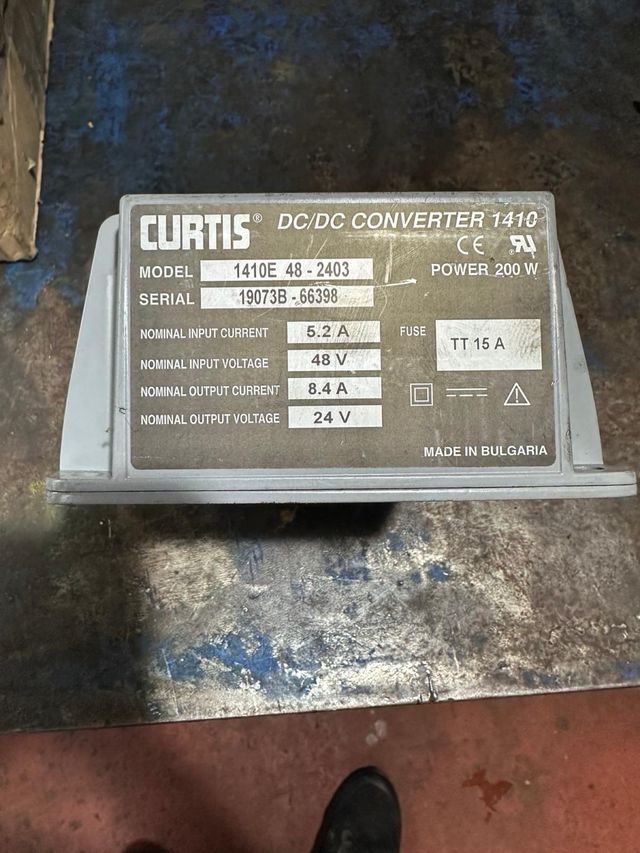 CURTIS® DC/DC CONVERTER 1410
CE UR
MODEL 1410E 48 - 2403 POWER 200 W
SERIAL 19073B - 66398
NOMINAL INPUT CURRENT 5.2 A FUSE TT 15 A
NOMINAL INPUT VOLTAGE 48 V
NOMINAL OUTPUT CURRENT 8.4 A
NOMINAL OUTPUT VOLTAGE 24 V
MADE IN BULGARIA